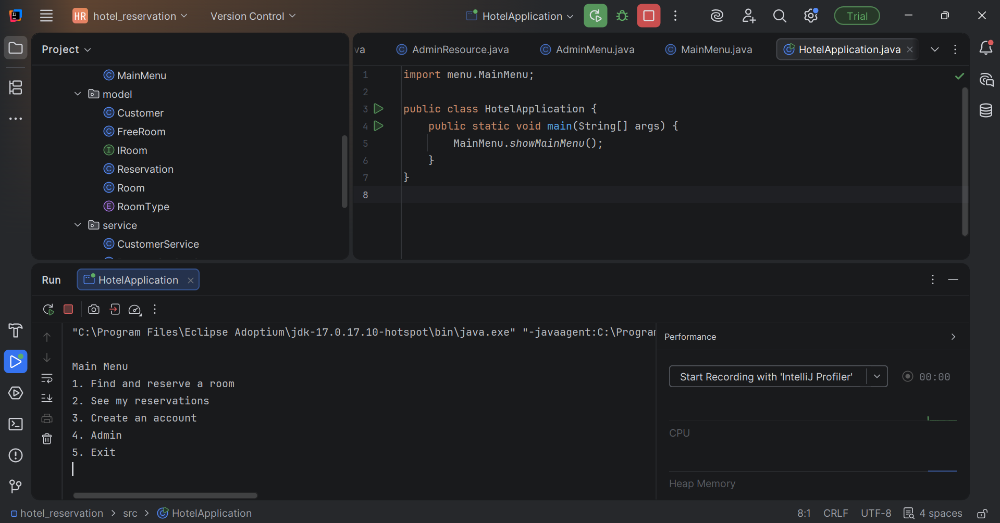 HR hotel_reservation Version Control HotelApplication Trial
Project
MainMenu
model
Customer
FreeRoom
IRoom
Reservation
Room
RoomType
service
CustomerService
va AdminResource.java AdminMenu.java MainMenu.java HotelApplication.java
1 import menu.MainMenu;
2
3 public class HotelApplication {
4 public static void main(String[] args) {
5 MainMenu.showMainMenu();
6 }
7 }
8
Run HotelApplication
"C:\Program Files\Eclipse Adoptium\jdk-17.0.17.10-hotspot\bin\java.exe" "-javaagent:C:\Program
Main Menu
1. Find and reserve a room
2. See my reservations
3. Create an account
4. Admin
5. Exit
Performance
Start Recording with 'IntelliJ Profiler' 00:00
CPU
Heap Memory
hotel_reservation > src > HotelApplication 8:1 CRLF UTF-8 4 spaces